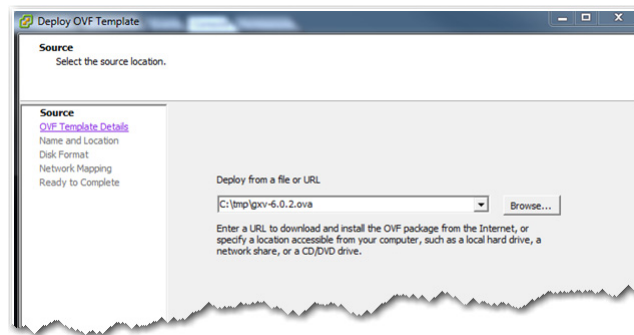 Deploy OVF Template
Source
Select the source location.
Source
OVF Template Details
Name and Location
Disk Format
Network Mapping
Ready to Complete
Deploy from a file or URL
C:\tmp\gxv-6.0.2.ova
Browse...
Enter a URL to download and install the OVF package from the Internet, or
specify a location accessible from your computer, such as a local hard drive, a
network share, or a CD/DVD drive.